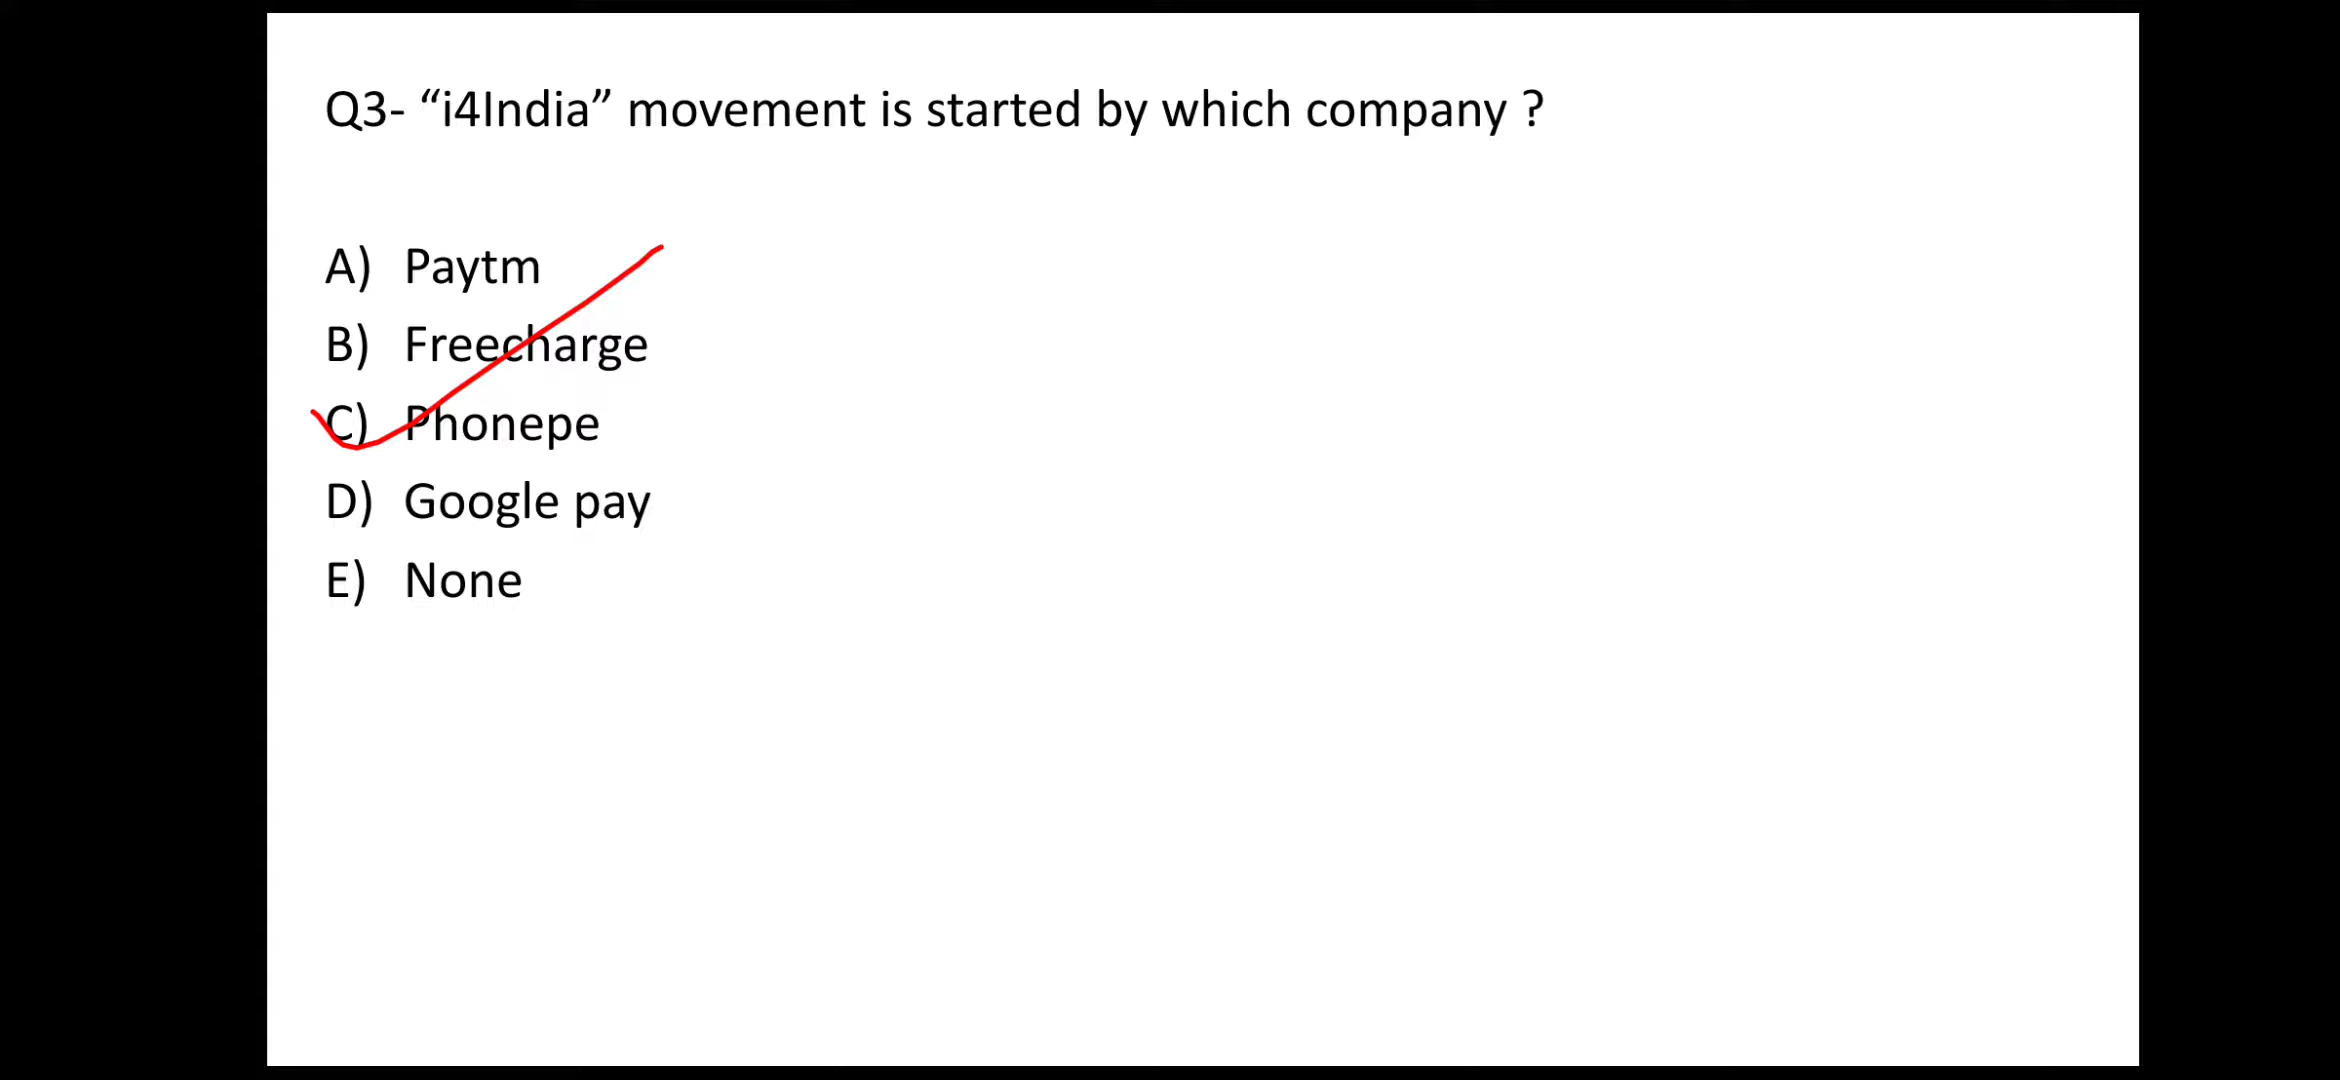 Q3- “i4India” movement is started by which company ?
A) Paytm
B) Freecharge
C) Phonepe
D) Google pay
E) None